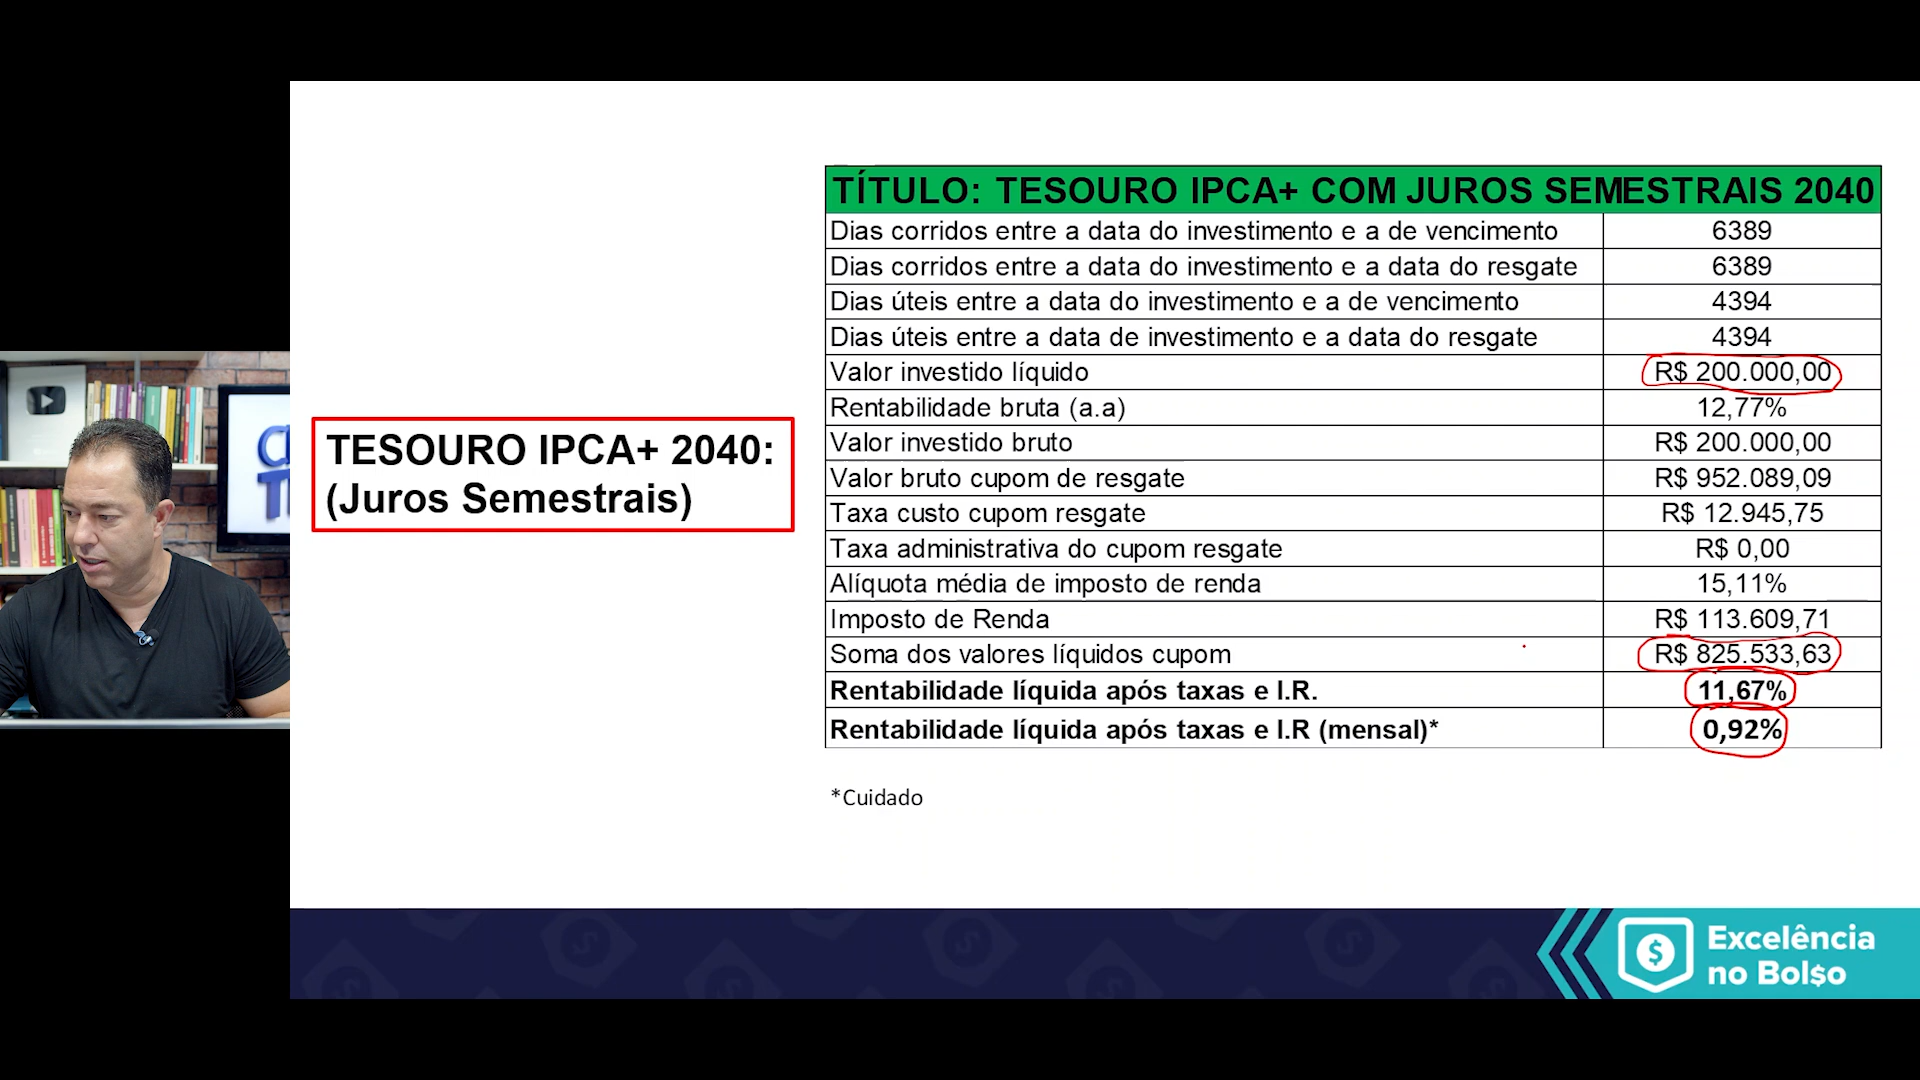 TESOURO IPCA+ 2040:
(Juros Semestrais)
TÍTULO: TESOURO IPCA+ COM JUROS SEMESTRAIS 2040
Dias corridos entre a data do investimento e a de vencimento 6389
Dias corridos entre a data do investimento e a data do resgate 6389
Dias úteis entre a data do investimento e a de vencimento 4394
Dias úteis entre a data de investimento e a data do resgate 4394
Valor investido líquido R$ 200.000,00
Rentabilidade bruta (a.a) 12,77%
Valor investido bruto R$ 200.000,00
Valor bruto cupom de resgate R$ 952.089,09
Taxa custo cupom resgate R$ 12.945,75
Taxa administrativa do cupom resgate R$ 0,00
Alíquota média de imposto de renda 15,11%
Imposto de Renda R$ 113.609,71
Soma dos valores líquidos cupom R$ 825.533,63
Rentabilidade líquida após taxas e I.R. 11,67%
Rentabilidade líquida após taxas e I.R (mensal)* 0,92%
*Cuidado
Excelência
no Bol$o